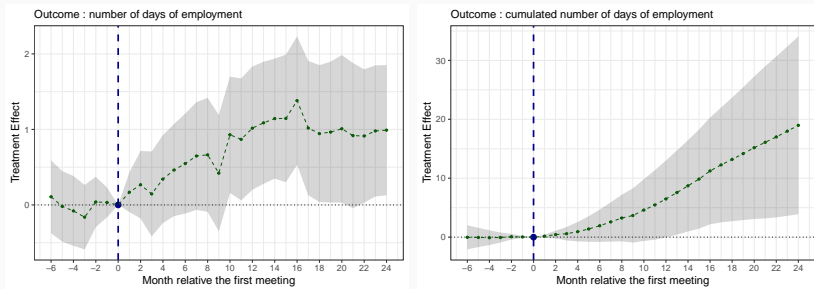 Outcome : number of days of employment
Treatment Effect
2
1
0
−6 −5 −4 −3 −2 0 2 4 6 8 10 12 14 16 18 20 22 24
Month relative the first meeting
Outcome : cumulated number of days of employment
Treatment Effect
30
20
10
0
−6 −4 −2 0 2 4 6 8 10 12 14 16 18 20 22 24
Month relative the first meeting